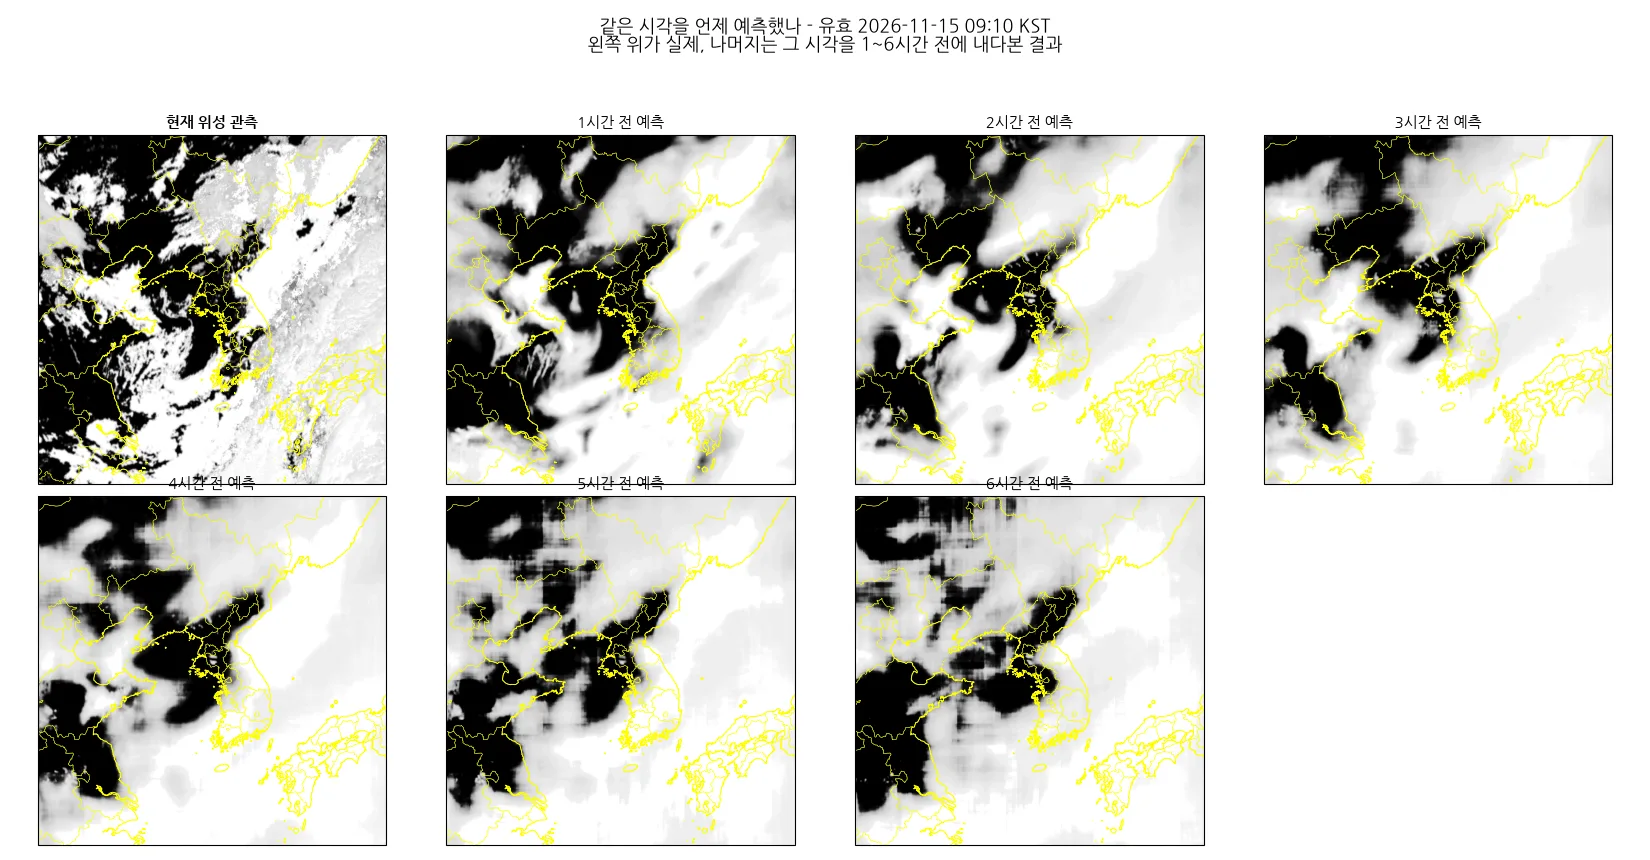 같은 시각을 언제 예측했나 - 유효 2026-11-15 09:10 KST
왼쪽 위가 실제, 나머지는 그 시각을 1~6시간 전에 내다본 결과
현재 위성 관측
1시간 전 예측
2시간 전 예측
3시간 전 예측
4시간 전 예측
5시간 전 예측
6시간 전 예측